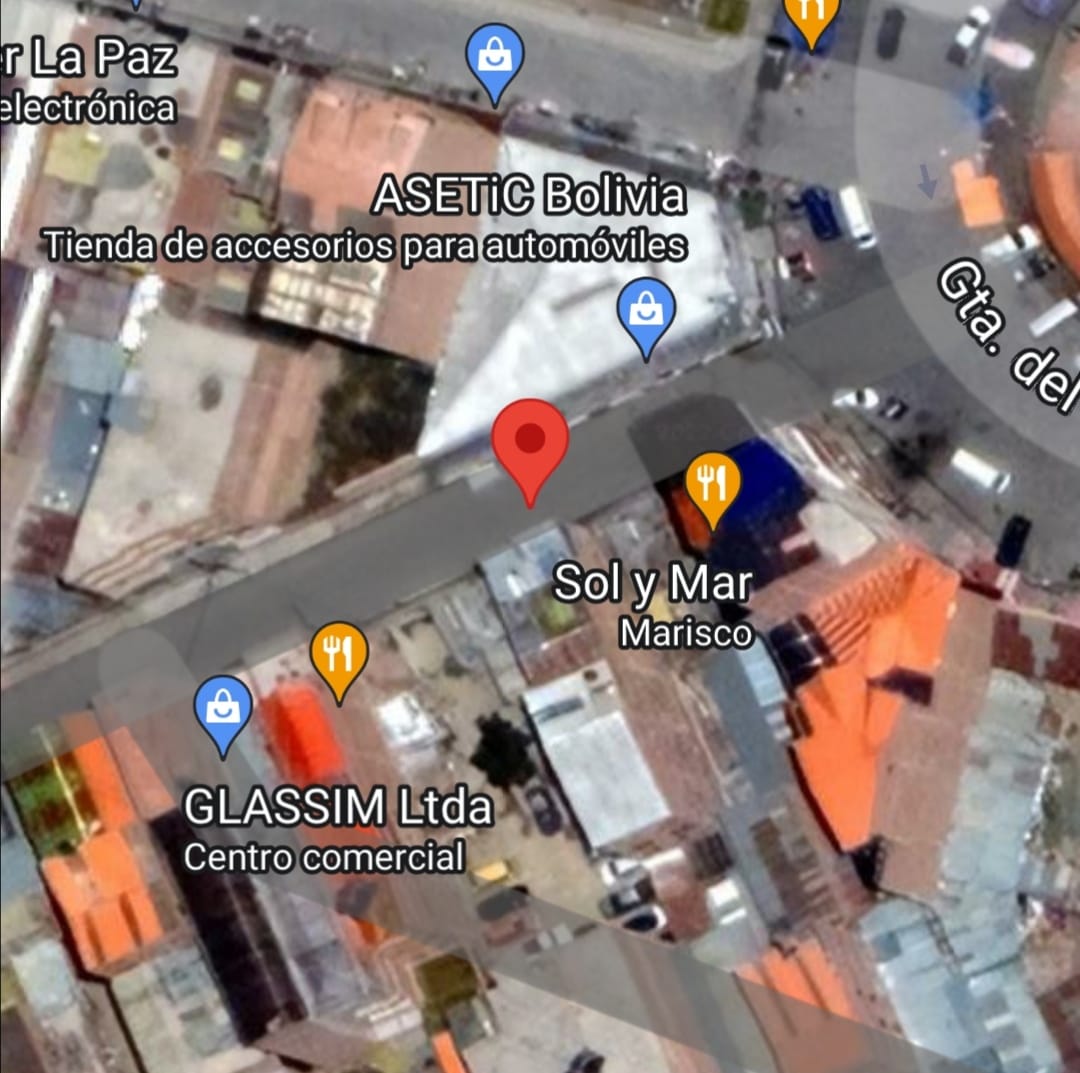 r La Paz
electrónica
ASETiC Bolivia
Tienda de accesorios para automóviles
Gta. del
Sol y Mar
Marisco
GLASSIM Ltda
Centro comercial